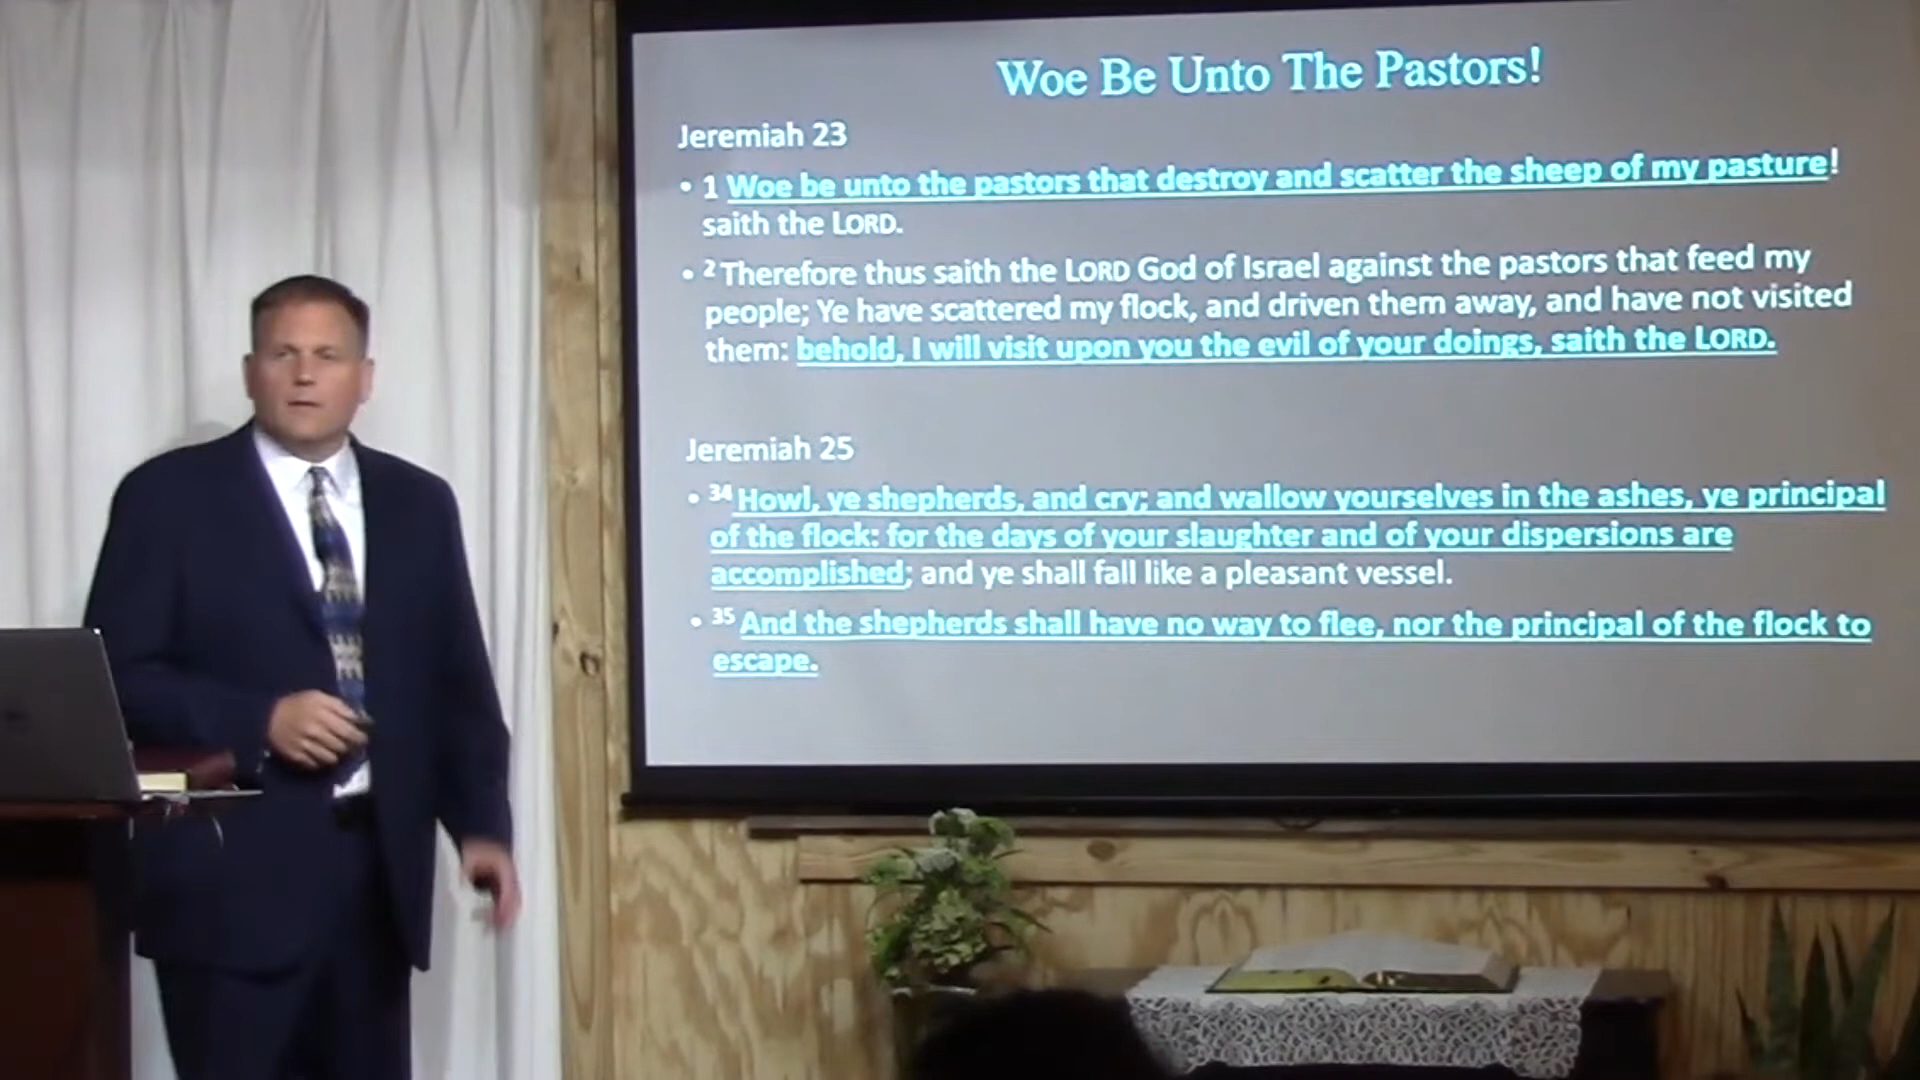 Woe Be Unto The Pastors!
Jeremiah 23
• 1 Woe be unto the pastors that destroy and scatter the sheep of my pasture!
saith the LORD.
• 2 Therefore thus saith the LORD God of Israel against the pastors that feed my
people; Ye have scattered my flock, and driven them away, and have not visited
them: behold, I will visit upon you the evil of your doings, saith the LORD.
Jeremiah 25
• 34 Howl, ye shepherds, and cry; and wallow yourselves in the ashes, ye principal
of the flock: for the days of your slaughter and of your dispersions are
accomplished; and ye shall fall like a pleasant vessel.
• 35 And the shepherds shall have no way to flee, nor the principal of the flock to
escape.